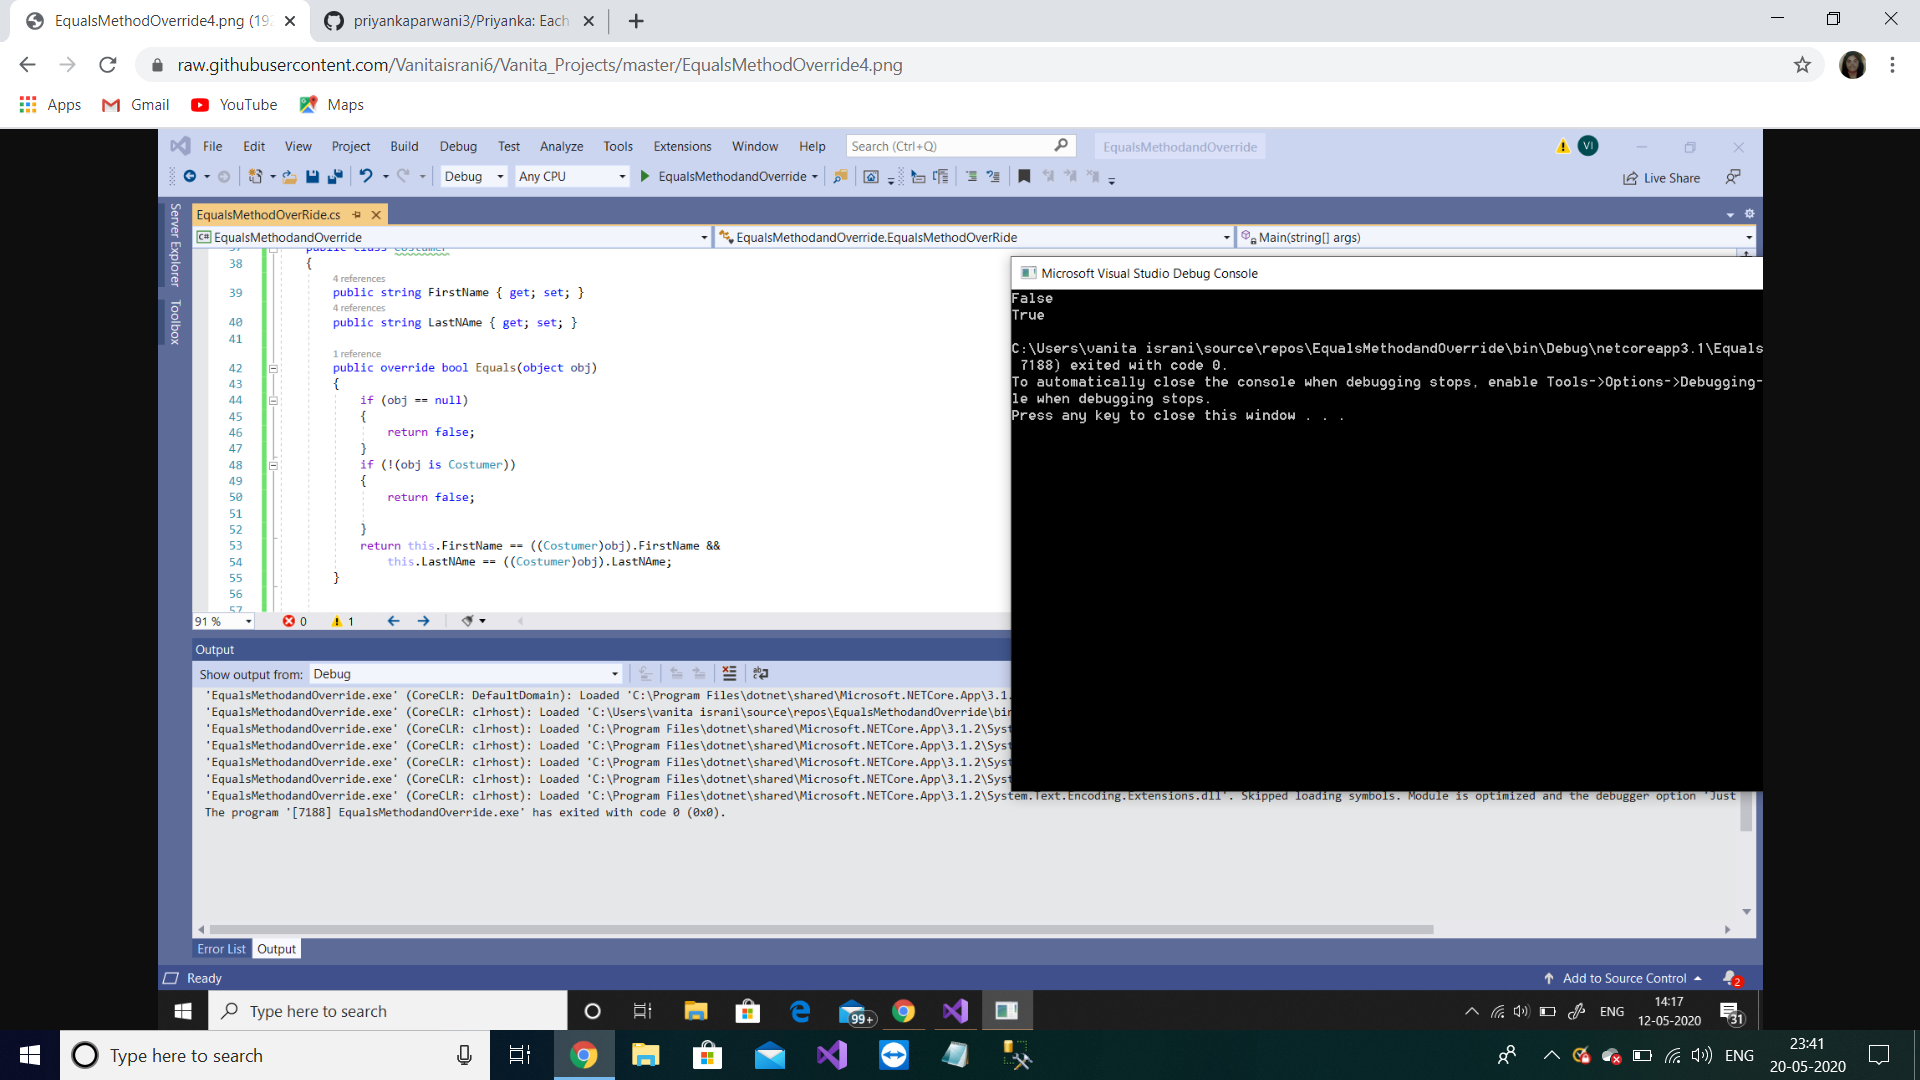 EqualsMethodOverride4.png (192
priyankaparwani3/Priyanka: Each
raw.githubusercontent.com/Vanitaisrani6/Vanita_Projects/master/EqualsMethodOverride4.png
Apps Gmail YouTube Maps
File Edit View Project Build Debug Test Analyze Tools Extensions Window Help Search (Ctrl+Q) EqualsMethodandOverride VI
Debug Any CPU EqualsMethodandOverride Live Share
Server Explorer
Toolbox
EqualsMethodOverRide.cs
C# EqualsMethodandOverride EqualsMethodandOverride.EqualsMethodOverRide Main(string[] args)
37 public class Costumer
38 {
4 references
39 public string FirstName { get; set; }
4 references
40 public string LastNAme { get; set; }
41
1 reference
42 public override bool Equals(object obj)
43 {
44 if (obj == null)
45 {
46 return false;
47 }
48 if (!(obj is Costumer))
49 {
50 return false;
51
52 }
53 return this.FirstName == ((Costumer)obj).FirstName &&
54 this.LastNAme == ((Costumer)obj).LastNAme;
55 }
56
57
91 % 0 1
Microsoft Visual Studio Debug Console
False
True
C:\Users\vanita israni\source\repos\EqualsMethodandOverride\bin\Debug\netcoreapp3.1\Equals
7188) exited with code 0.
To automatically close the console when debugging stops, enable Tools->Options->Debugging-
le when debugging stops.
Press any key to close this window . . .
Output
Show output from: Debug
'EqualsMethodandOverride.exe' (CoreCLR: DefaultDomain): Loaded 'C:\Program Files\dotnet\shared\Microsoft.NETCore.App\3.1.
'EqualsMethodandOverride.exe' (CoreCLR: clrhost): Loaded 'C:\Users\vanita israni\source\repos\EqualsMethodandOverride\bin
'EqualsMethodandOverride.exe' (CoreCLR: clrhost): Loaded 'C:\Program Files\dotnet\shared\Microsoft.NETCore.App\3.1.2\Syst
'EqualsMethodandOverride.exe' (CoreCLR: clrhost): Loaded 'C:\Program Files\dotnet\shared\Microsoft.NETCore.App\3.1.2\Syst
'EqualsMethodandOverride.exe' (CoreCLR: clrhost): Loaded 'C:\Program Files\dotnet\shared\Microsoft.NETCore.App\3.1.2\Syst
'EqualsMethodandOverride.exe' (CoreCLR: clrhost): Loaded 'C:\Program Files\dotnet\shared\Microsoft.NETCore.App\3.1.2\Syst
'EqualsMethodandOverride.exe' (CoreCLR: clrhost): Loaded 'C:\Program Files\dotnet\shared\Microsoft.NETCore.App\3.1.2\System.Text.Encoding.Extensions.dll'. Skipped loading symbols. Module is optimized and the debugger option 'Just
The program '[7188] EqualsMethodandOverride.exe' has exited with code 0 (0x0).
Error List Output
Ready Add to Source Control 2
Type here to search 99+ ENG 14:17
12-05-2020 31
Type here to search ENG 23:41
20-05-2020